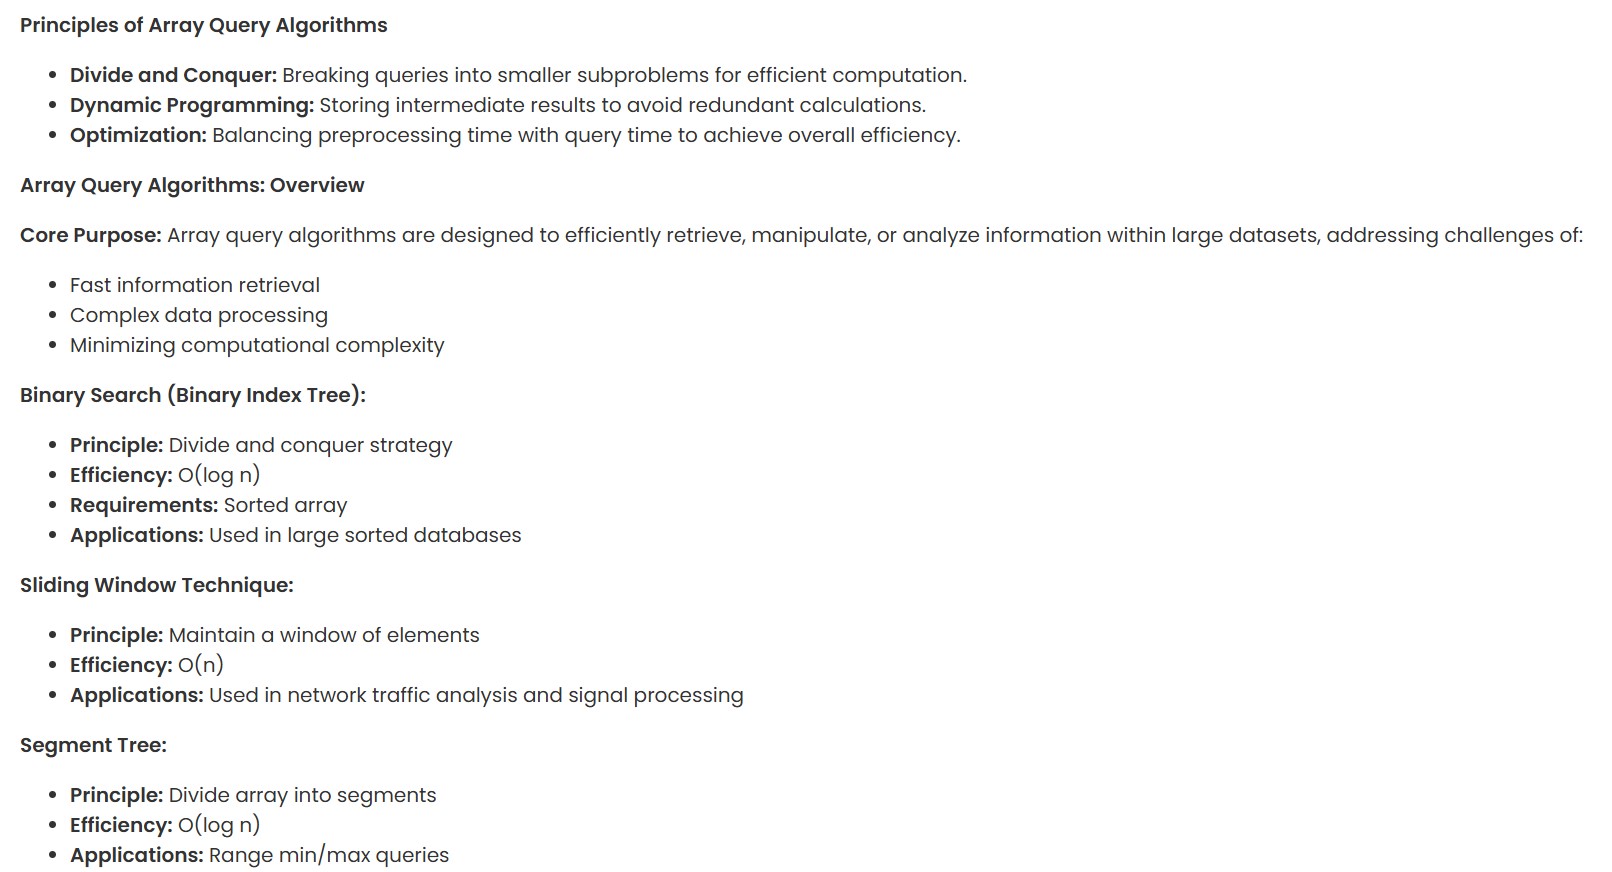 Principles of Array Query Algorithms
• Divide and Conquer: Breaking queries into smaller subproblems for efficient computation.
• Dynamic Programming: Storing intermediate results to avoid redundant calculations.
• Optimization: Balancing preprocessing time with query time to achieve overall efficiency.
Array Query Algorithms: Overview
Core Purpose: Array query algorithms are designed to efficiently retrieve, manipulate, or analyze information within large datasets, addressing challenges of:
• Fast information retrieval
• Complex data processing
• Minimizing computational complexity
Binary Search (Binary Index Tree):
• Principle: Divide and conquer strategy
• Efficiency: O(log n)
• Requirements: Sorted array
• Applications: Used in large sorted databases
Sliding Window Technique:
• Principle: Maintain a window of elements
• Efficiency: O(n)
• Applications: Used in network traffic analysis and signal processing
Segment Tree:
• Principle: Divide array into segments
• Efficiency: O(log n)
• Applications: Range min/max queries